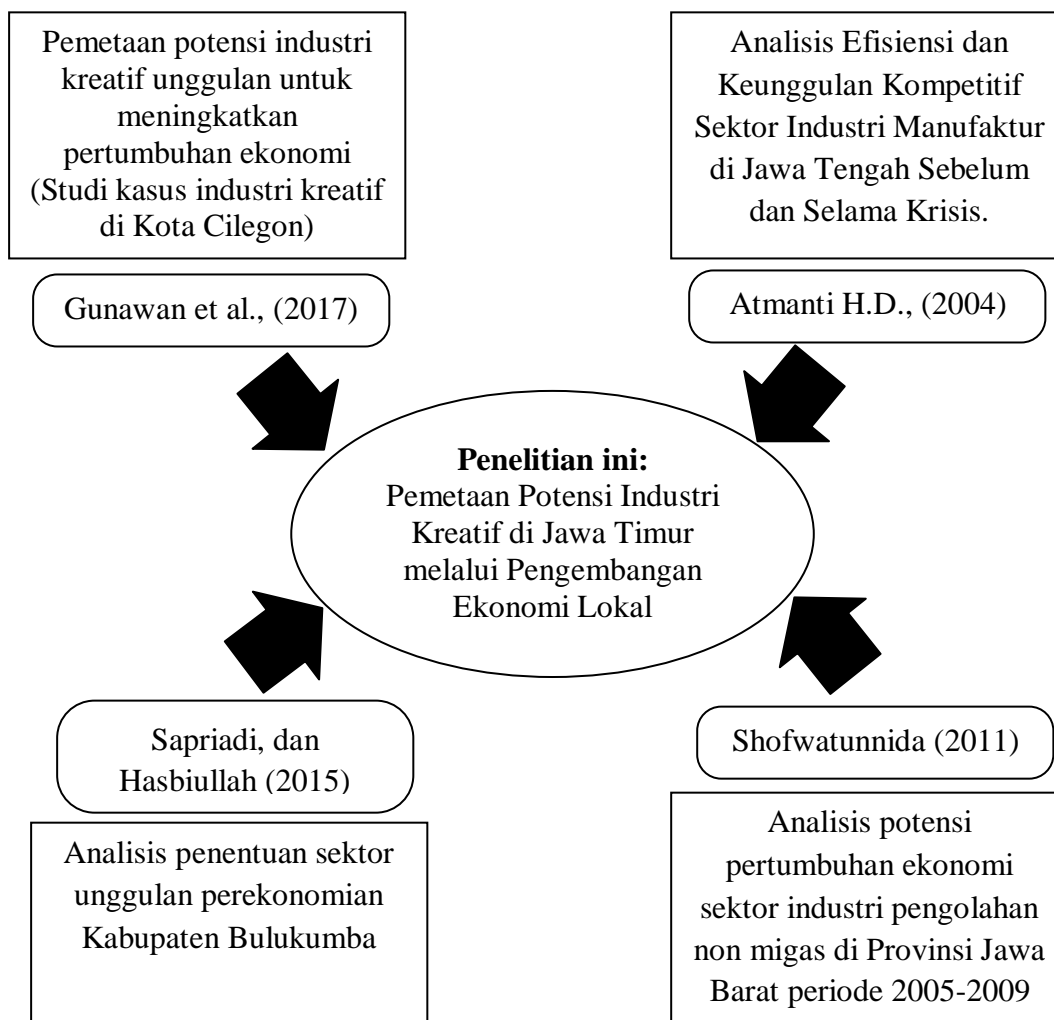 Pemetaan potensi industri
kreatif unggulan untuk
meningkatkan
pertumbuhan ekonomi
(Studi kasus industri kreatif
di Kota Cilegon)
Gunawan et al., (2017)
Analisis Efisiensi dan
Keunggulan Kompetitif
Sektor Industri Manufaktur
di Jawa Tengah Sebelum
dan Selama Krisis.
Atmanti H.D., (2004)
Penelitian ini:
Pemetaan Potensi Industri
Kreatif di Jawa Timur
melalui Pengembangan
Ekonomi Lokal
Sapriadi, dan
Hasbiullah (2015)
Analisis penentuan sektor
unggulan perekonomian
Kabupaten Bulukumba
Shofwatunnida (2011)
Analisis potensi
pertumbuhan ekonomi
sektor industri pengolahan
non migas di Provinsi Jawa
Barat periode 2005-2009